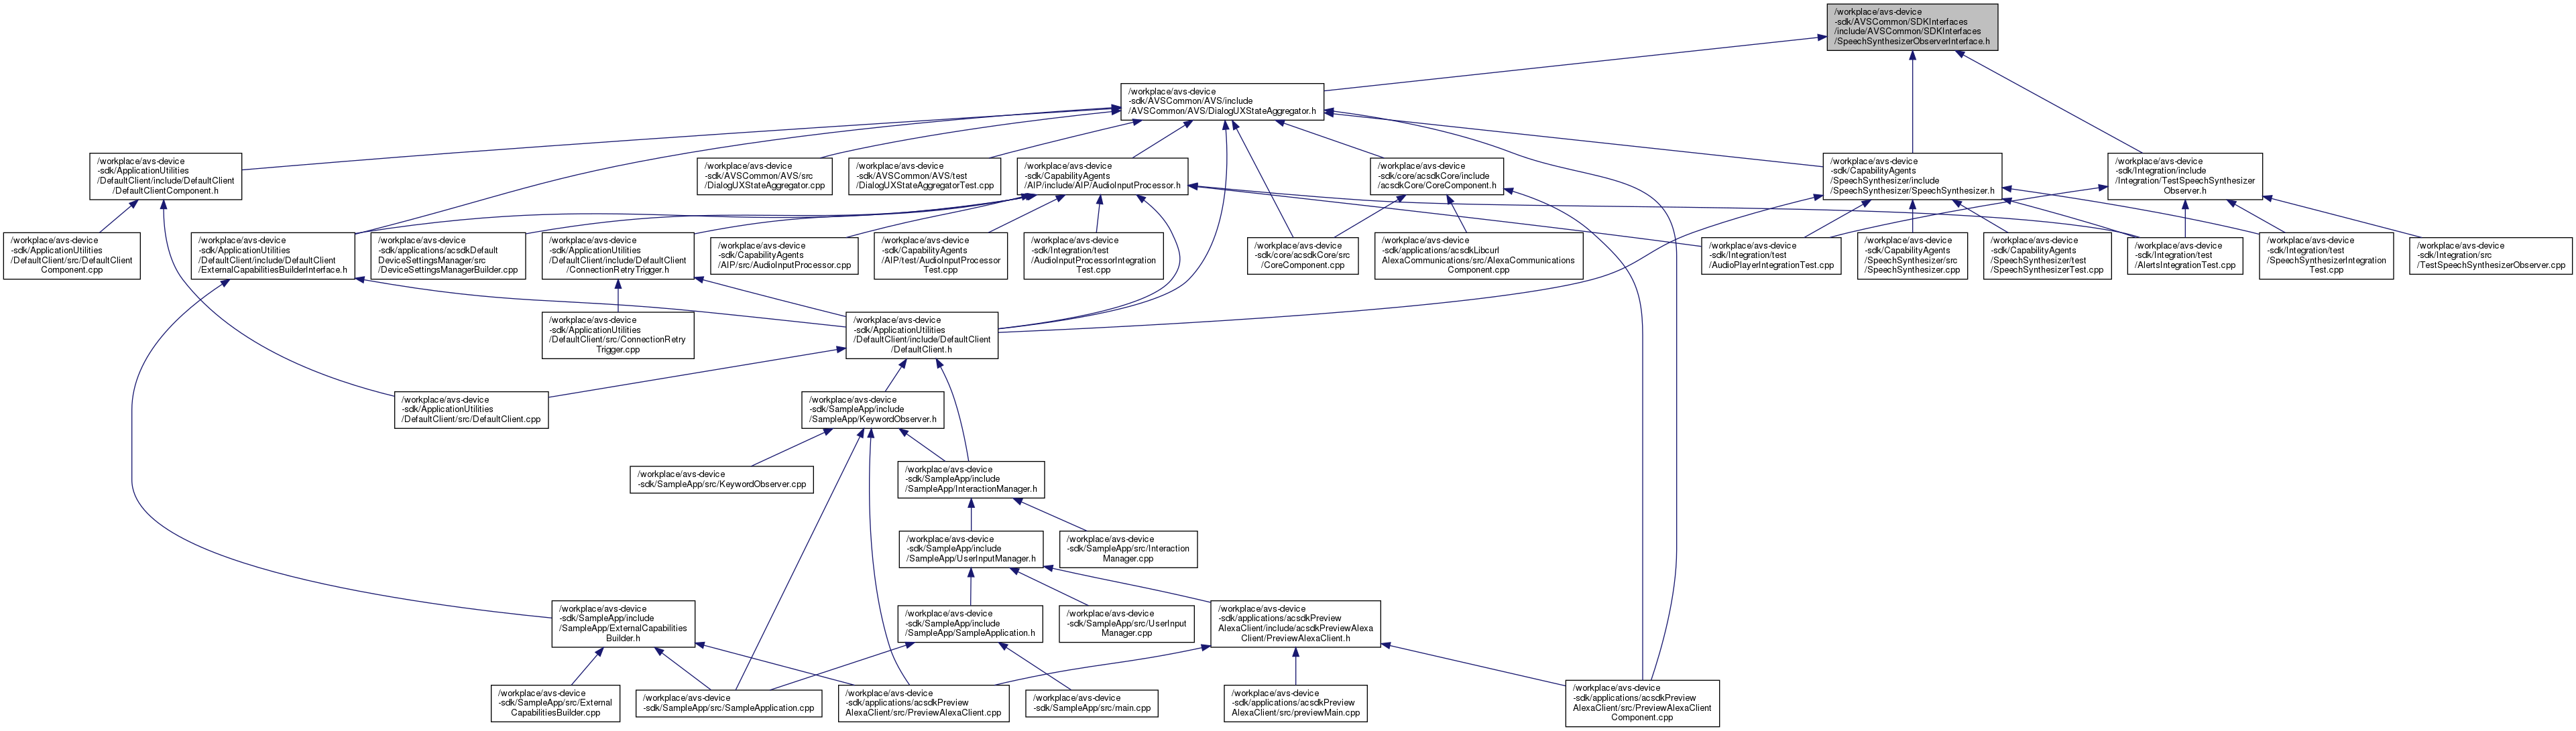 /workplace/avs-device
-sdk/AVSCommon/SDKInterfaces
/include/AVSCommon/SDKInterfaces
/SpeechSynthesizerObserverInterface.h
/workplace/avs-device
-sdk/AVSCommon/AVS/include
/AVSCommon/AVS/DialogUXStateAggregator.h
/workplace/avs-device
-sdk/ApplicationUtilities
/DefaultClient/include/DefaultClient
/DefaultClientComponent.h
/workplace/avs-device
-sdk/AVSCommon/AVS/src
/DialogUXStateAggregator.cpp
/workplace/avs-device
-sdk/AVSCommon/AVS/test
/DialogUXStateAggregatorTest.cpp
/workplace/avs-device
-sdk/CapabilityAgents
/AIP/include/AIP/AudioInputProcessor.h
/workplace/avs-device
-sdk/core/acsdkCore/include
/acsdkCore/CoreComponent.h
/workplace/avs-device
-sdk/CapabilityAgents
/SpeechSynthesizer/include
/SpeechSynthesizer/SpeechSynthesizer.h
/workplace/avs-device
-sdk/Integration/include
/Integration/TestSpeechSynthesizer
Observer.h
/workplace/avs-device
-sdk/ApplicationUtilities
/DefaultClient/src/DefaultClient
Component.cpp
/workplace/avs-device
-sdk/ApplicationUtilities
/DefaultClient/include/DefaultClient
/ExternalCapabilitiesBuilderInterface.h
/workplace/avs-device
-sdk/applications/acsdkDefault
DeviceSettingsManager/src
/DeviceSettingsManagerBuilder.cpp
/workplace/avs-device
-sdk/ApplicationUtilities
/DefaultClient/include/DefaultClient
/ConnectionRetryTrigger.h
/workplace/avs-device
-sdk/CapabilityAgents
/AIP/src/AudioInputProcessor.cpp
/workplace/avs-device
-sdk/CapabilityAgents
/AIP/test/AudioInputProcessor
Test.cpp
/workplace/avs-device
-sdk/Integration/test
/AudioInputProcessorIntegration
Test.cpp
/workplace/avs-device
-sdk/core/acsdkCore/src
/CoreComponent.cpp
/workplace/avs-device
-sdk/applications/acsdkLibcurl
AlexaCommunications/src/AlexaCommunications
Component.cpp
/workplace/avs-device
-sdk/Integration/test
/AudioPlayerIntegrationTest.cpp
/workplace/avs-device
-sdk/CapabilityAgents
/SpeechSynthesizer/src
/SpeechSynthesizer.cpp
/workplace/avs-device
-sdk/CapabilityAgents
/SpeechSynthesizer/test
/SpeechSynthesizerTest.cpp
/workplace/avs-device
-sdk/Integration/test
/AlertsIntegrationTest.cpp
/workplace/avs-device
-sdk/Integration/test
/SpeechSynthesizerIntegration
Test.cpp
/workplace/avs-device
-sdk/Integration/src
/TestSpeechSynthesizerObserver.cpp
/workplace/avs-device
-sdk/ApplicationUtilities
/DefaultClient/src/ConnectionRetry
Trigger.cpp
/workplace/avs-device
-sdk/ApplicationUtilities
/DefaultClient/include/DefaultClient
/DefaultClient.h
/workplace/avs-device
-sdk/ApplicationUtilities
/DefaultClient/src/DefaultClient.cpp
/workplace/avs-device
-sdk/SampleApp/include
/SampleApp/KeywordObserver.h
/workplace/avs-device
-sdk/SampleApp/src/KeywordObserver.cpp
/workplace/avs-device
-sdk/SampleApp/include
/SampleApp/InteractionManager.h
/workplace/avs-device
-sdk/SampleApp/include
/SampleApp/UserInputManager.h
/workplace/avs-device
-sdk/SampleApp/src/Interaction
Manager.cpp
/workplace/avs-device
-sdk/SampleApp/include
/SampleApp/ExternalCapabilities
Builder.h
/workplace/avs-device
-sdk/SampleApp/include
/SampleApp/SampleApplication.h
/workplace/avs-device
-sdk/SampleApp/src/UserInput
Manager.cpp
/workplace/avs-device
-sdk/applications/acsdkPreview
AlexaClient/include/acsdkPreviewAlexa
Client/PreviewAlexaClient.h
/workplace/avs-device
-sdk/SampleApp/src/External
CapabilitiesBuilder.cpp
/workplace/avs-device
-sdk/SampleApp/src/SampleApplication.cpp
/workplace/avs-device
-sdk/applications/acsdkPreview
AlexaClient/src/PreviewAlexaClient.cpp
/workplace/avs-device
-sdk/SampleApp/src/main.cpp
/workplace/avs-device
-sdk/applications/acsdkPreview
AlexaClient/src/previewMain.cpp
/workplace/avs-device
-sdk/applications/acsdkPreview
AlexaClient/src/PreviewAlexaClient
Component.cpp